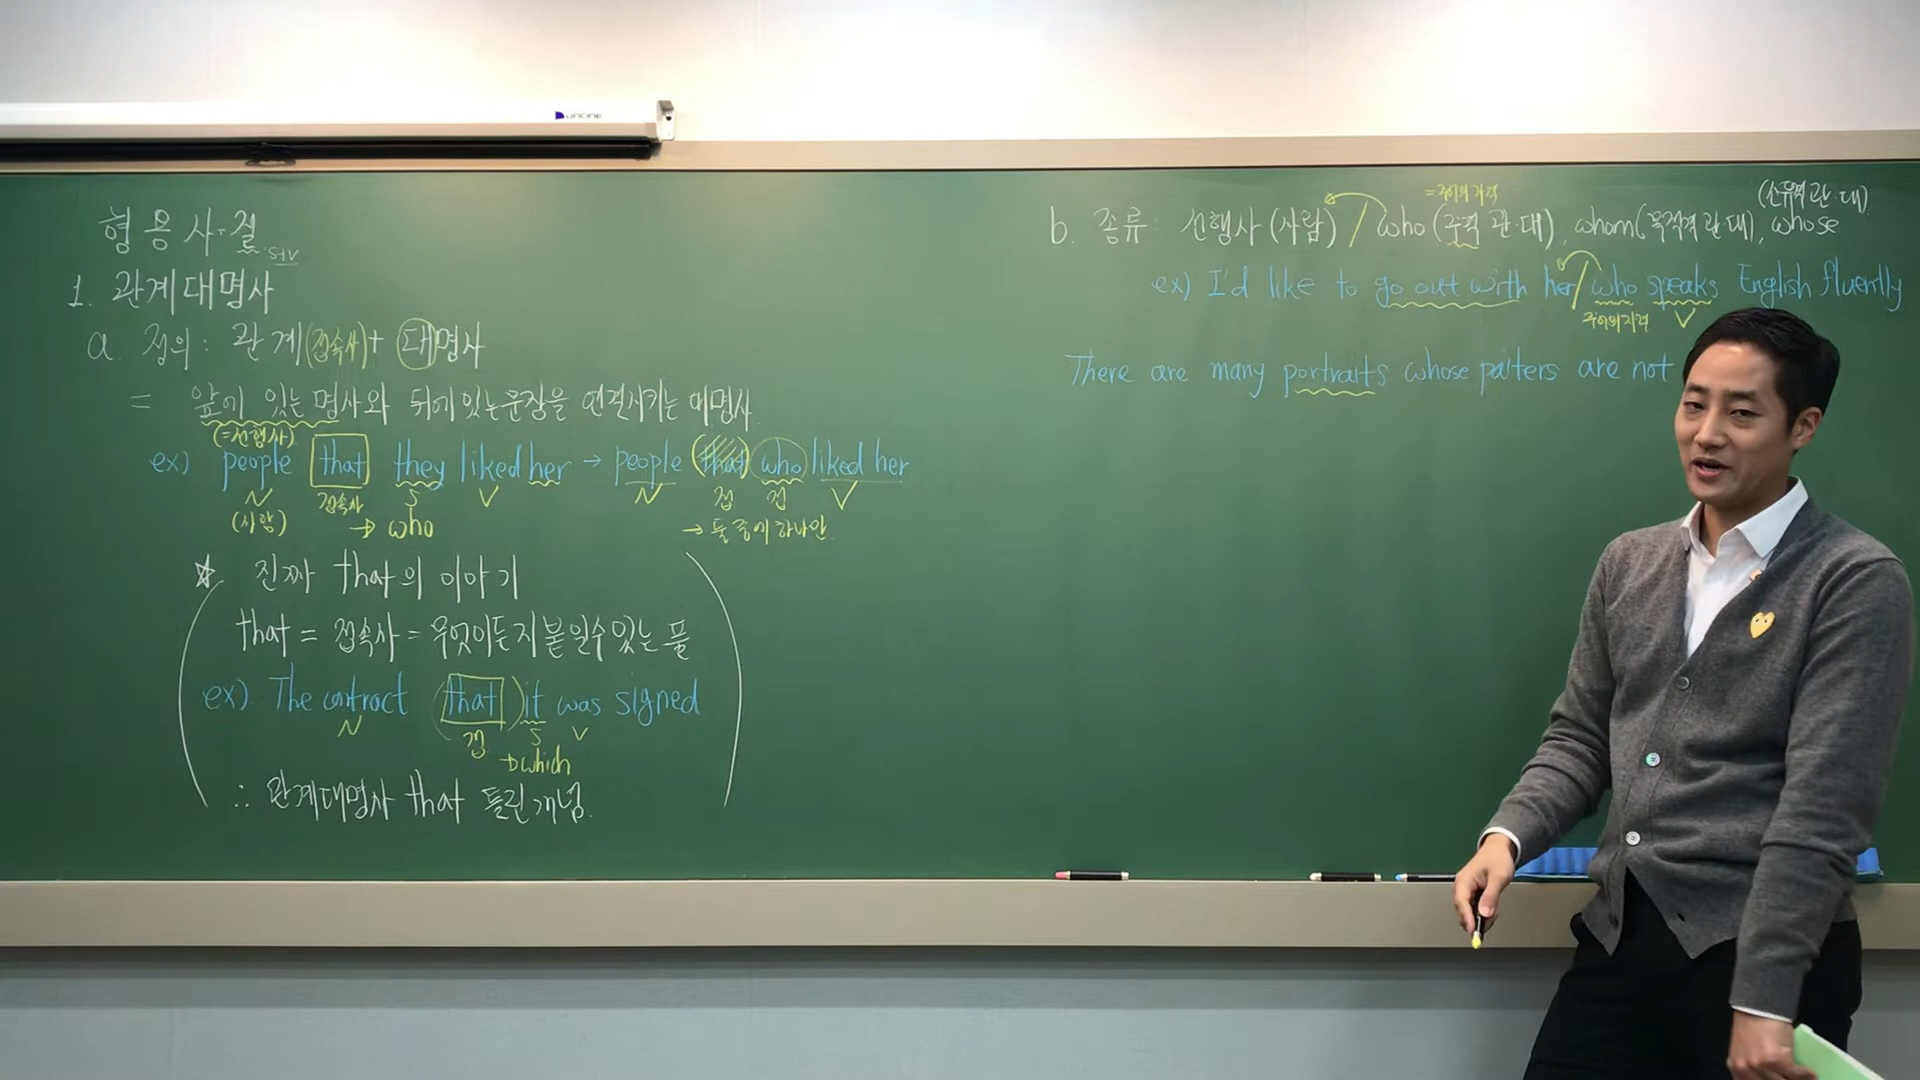 형용사·절
S+V
1. 관계대명사
a. 정의 : 관계(접속사)+ 대명사
= 앞에 있는 명사와 뒤에있는문장을 연결시키는 대명사.
(=선행사)
ex) people that they liked her → people (that) who liked her
N 접속사 S V N 접 접 V
(사람) → who → 둘중에하나만.
☆ 진짜 that의 이야기
that = 접속사 = 무엇이든지붙일수있는 풀
ex) The contract (that) it was signed
N 접 S V
→ which
∴ 관계대명사 that 틀린개념.
=주어의자격 (소유격관·대)
b. 종류 : 선행사(사람) / who(주격 관·대), whom(목적격관·대), whose
ex) I'd like to go out with her / who speaks English fluently
주어의자격 V
There are many portraits whose paiters are not